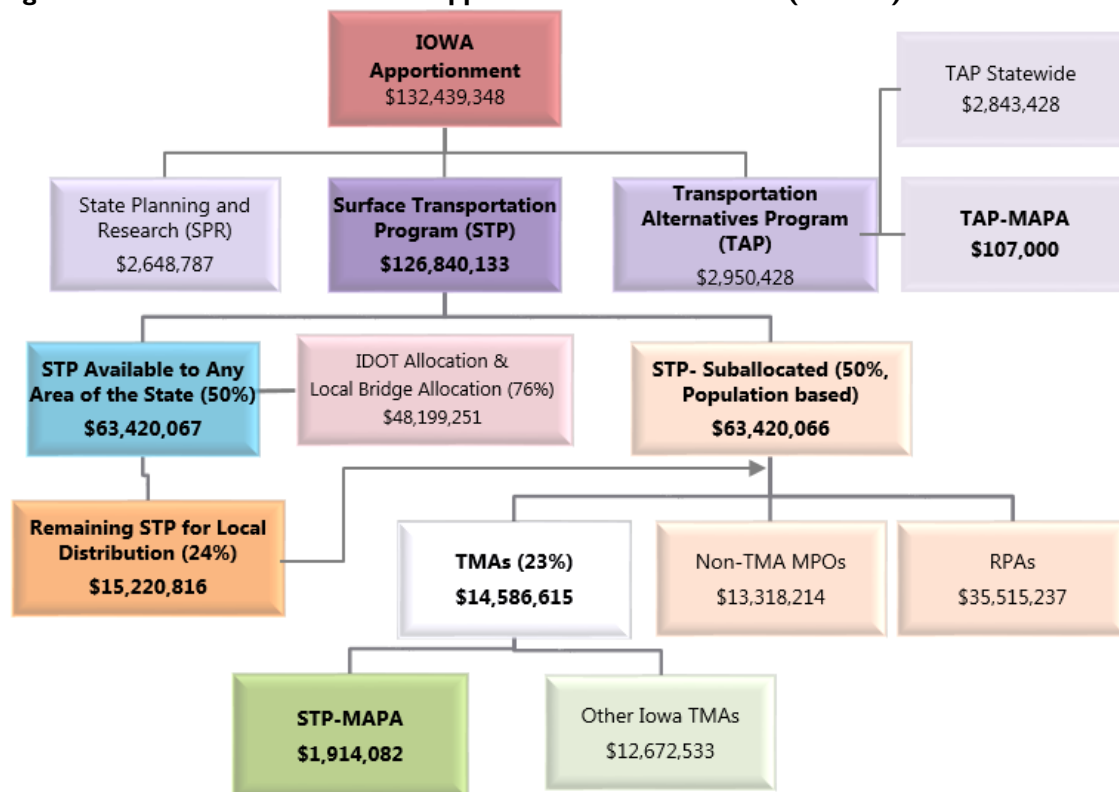 IOWA
Apportionment
$132,439,348
TAP Statewide
$2,843,428
State Planning and
Research (SPR)
$2,648,787
Surface Transportation
Program (STP)
$126,840,133
Transportation
Alternatives Program
(TAP)
$2,950,428
TAP-MAPA
$107,000
STP Available to Any
Area of the State (50%)
$63,420,067
IDOT Allocation &
Local Bridge Allocation (76%)
$48,199,251
STP- Suballocated (50%,
Population based)
$63,420,066
Remaining STP for Local
Distribution (24%)
$15,220,816
TMAs (23%)
$14,586,615
Non-TMA MPOs
$13,318,214
RPAs
$35,515,237
STP-MAPA
$1,914,082
Other Iowa TMAs
$12,672,533